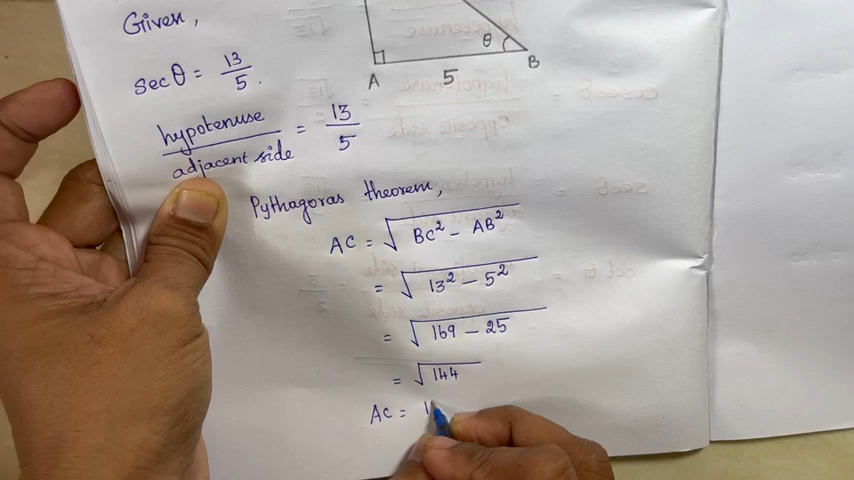 Given,
secθ = 13/5.
θ
A
5
B
hypotenuse/adjacent side = 13/5
Pythagoras theorem,
AC = √BC² - AB²
= √13² - 5²
= √169 - 25
= √144
AC = 1